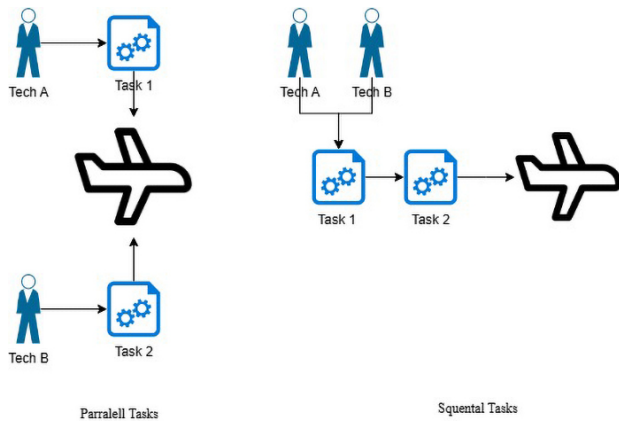 Tech A
Task 1
Tech B
Task 2
Parralell Tasks
Tech A
Tech B
Task 1
Task 2
Squental Tasks